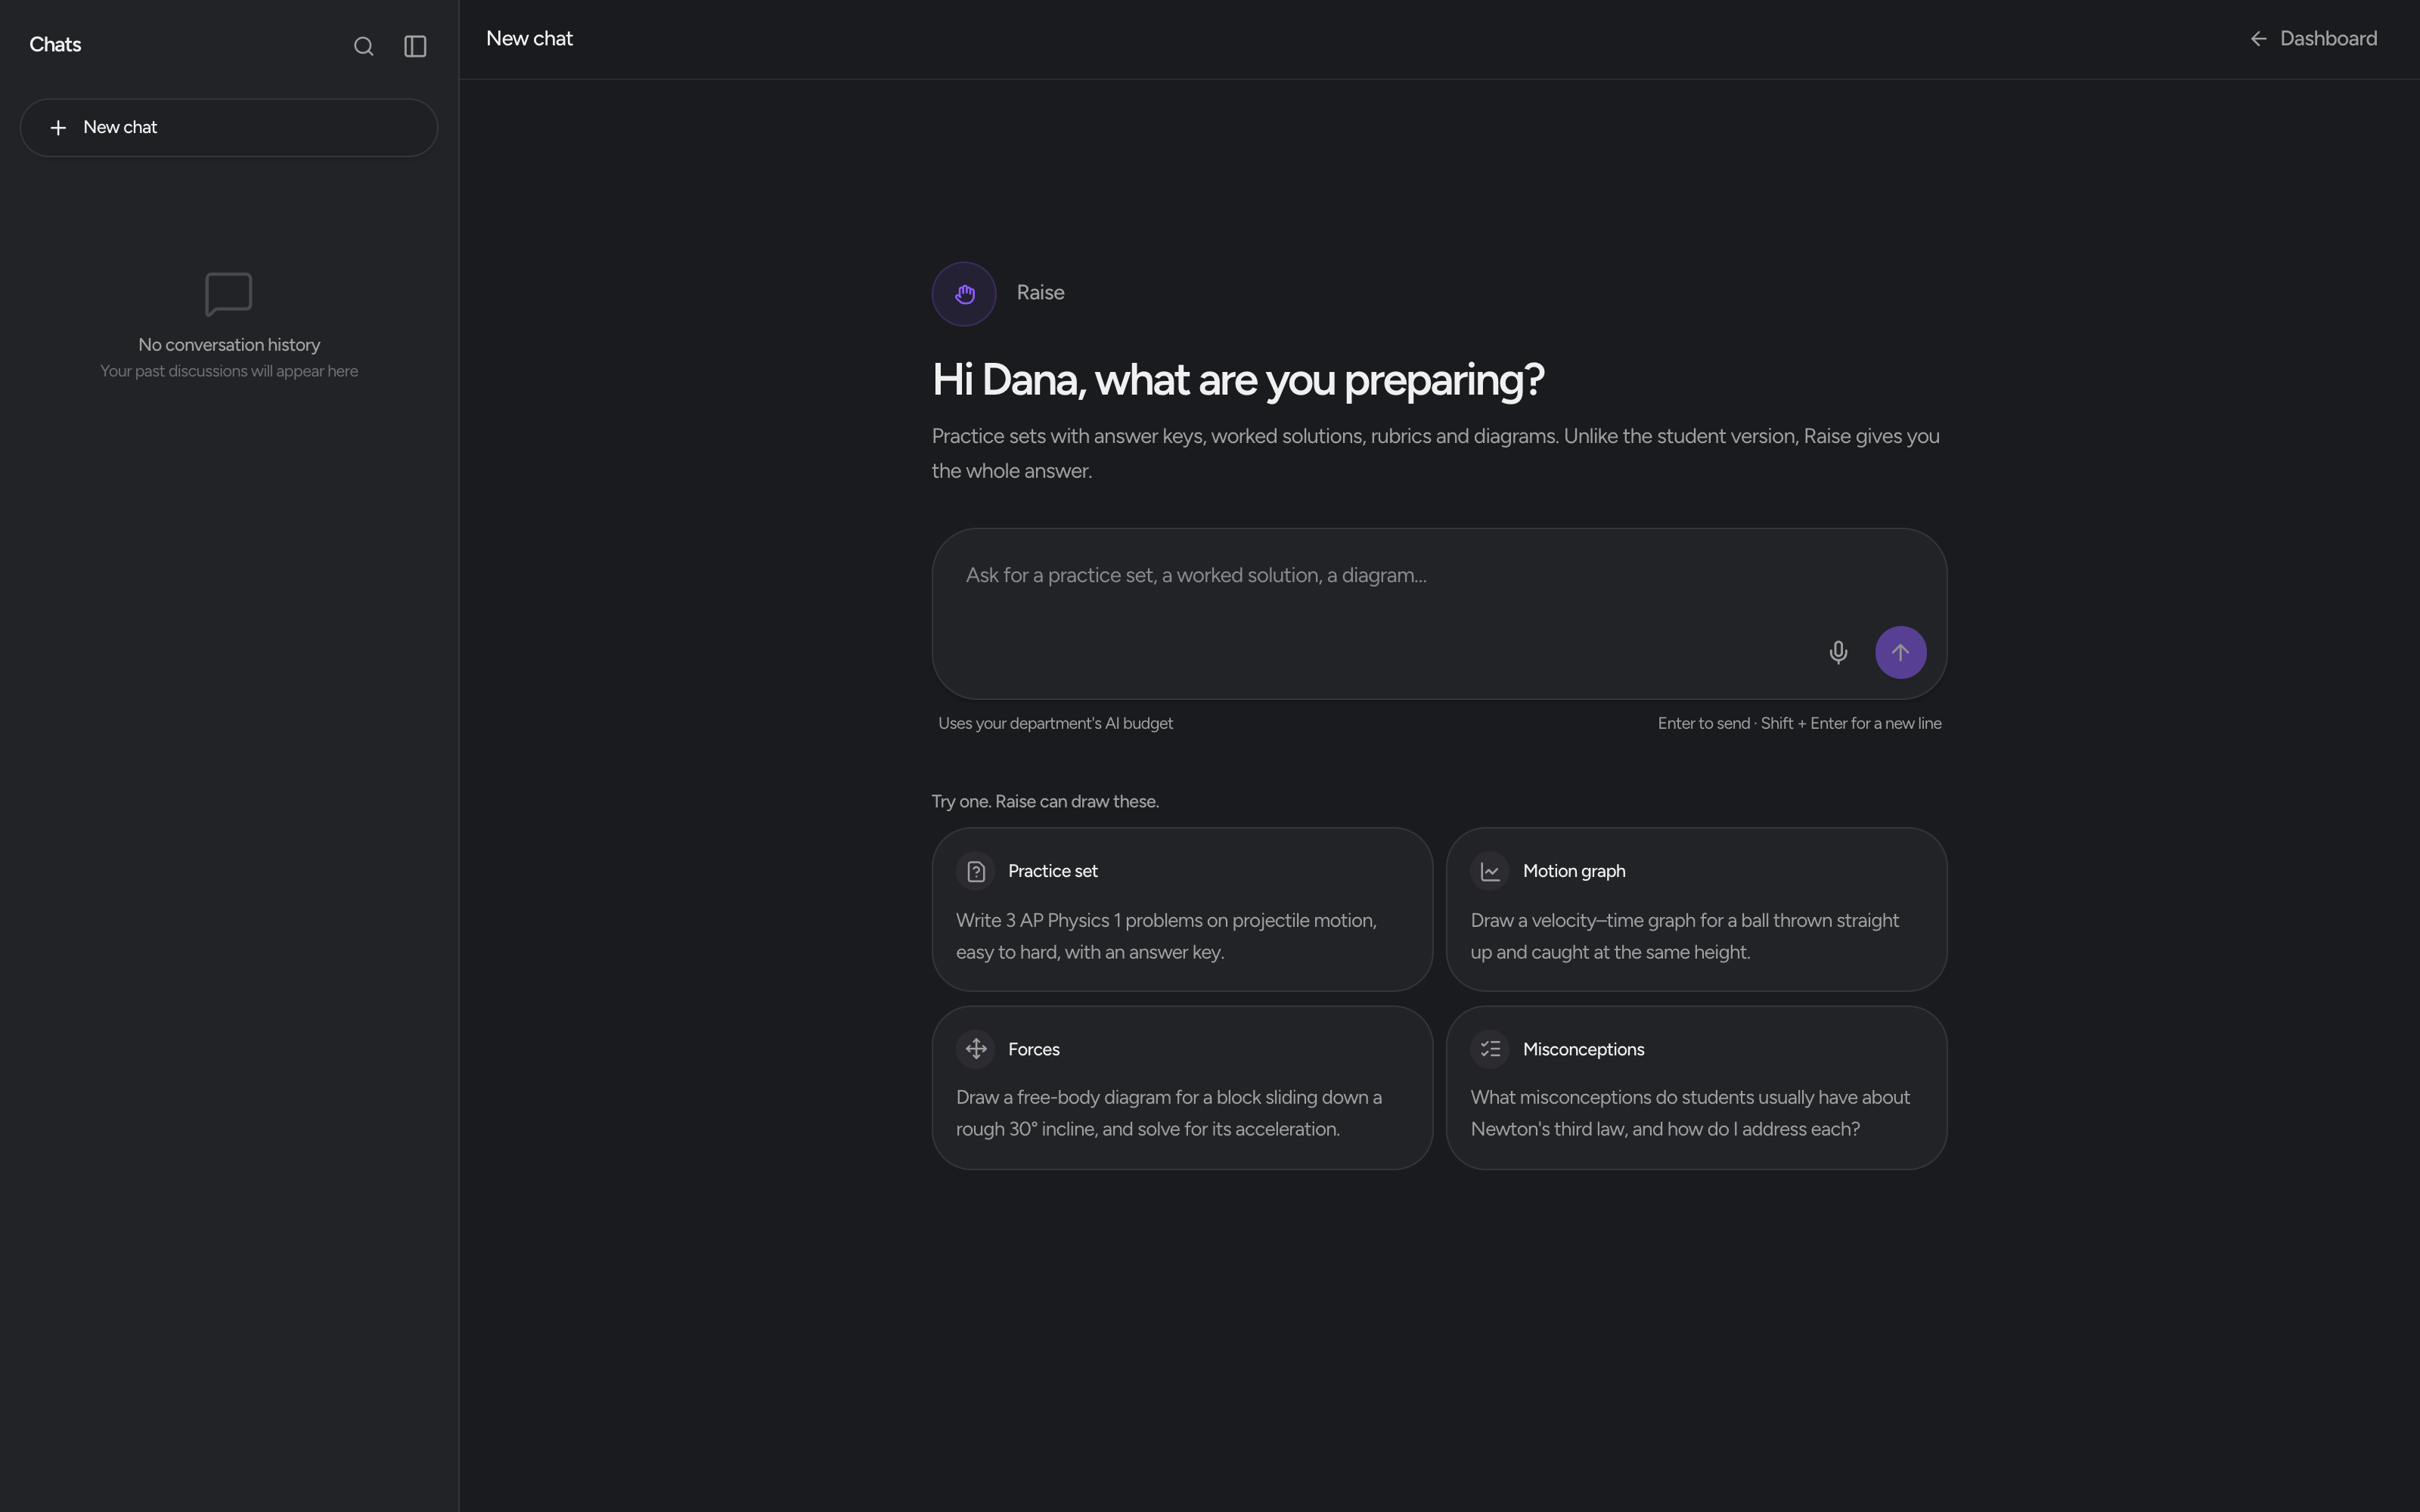 Chats
New chat
No conversation history
Your past discussions will appear here
New chat
Dashboard
Raise
Hi Dana, what are you preparing?
Practice sets with answer keys, worked solutions, rubrics and diagrams. Unlike the student version, Raise gives you
the whole answer.
Ask for a practice set, a worked solution, a diagram...
Uses your department's AI budget
Enter to send · Shift + Enter for a new line
Try one. Raise can draw these.
Practice set
Write 3 AP Physics 1 problems on projectile motion,
easy to hard, with an answer key.
Motion graph
Draw a velocity–time graph for a ball thrown straight
up and caught at the same height.
Forces
Draw a free-body diagram for a block sliding down a
rough 30° incline, and solve for its acceleration.
Misconceptions
What misconceptions do students usually have about
Newton's third law, and how do I address each?